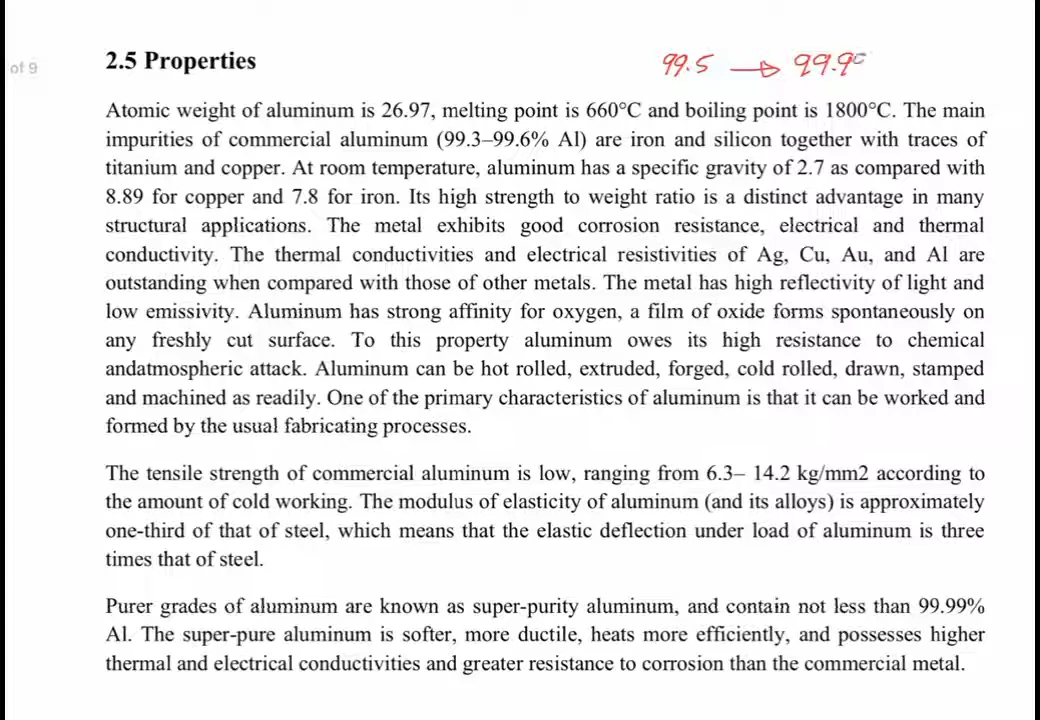 2.5 Properties 99.5 → 99.9
of 9
Atomic weight of aluminum is 26.97, melting point is 660°C and boiling point is 1800°C. The main
impurities of commercial aluminum (99.3–99.6% Al) are iron and silicon together with traces of
titanium and copper. At room temperature, aluminum has a specific gravity of 2.7 as compared with
8.89 for copper and 7.8 for iron. Its high strength to weight ratio is a distinct advantage in many
structural applications. The metal exhibits good corrosion resistance, electrical and thermal
conductivity. The thermal conductivities and electrical resistivities of Ag, Cu, Au, and Al are
outstanding when compared with those of other metals. The metal has high reflectivity of light and
low emissivity. Aluminum has strong affinity for oxygen, a film of oxide forms spontaneously on
any freshly cut surface. To this property aluminum owes its high resistance to chemical
andatmospheric attack. Aluminum can be hot rolled, extruded, forged, cold rolled, drawn, stamped
and machined as readily. One of the primary characteristics of aluminum is that it can be worked and
formed by the usual fabricating processes.
The tensile strength of commercial aluminum is low, ranging from 6.3– 14.2 kg/mm2 according to
the amount of cold working. The modulus of elasticity of aluminum (and its alloys) is approximately
one-third of that of steel, which means that the elastic deflection under load of aluminum is three
times that of steel.
Purer grades of aluminum are known as super-purity aluminum, and contain not less than 99.99%
Al. The super-pure aluminum is softer, more ductile, heats more efficiently, and possesses higher
thermal and electrical conductivities and greater resistance to corrosion than the commercial metal.